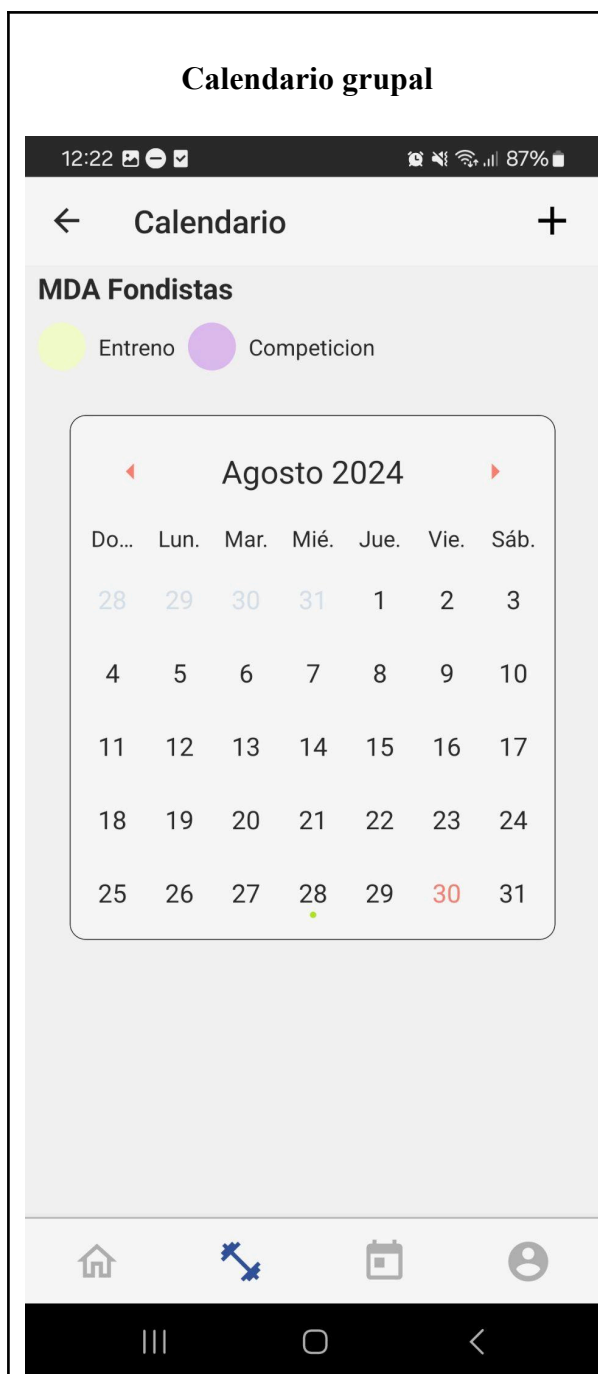 Calendario grupal
12:22 87%
Calendario
MDA Fondistas
Entreno Competicion
Agosto 2024
Do... Lun. Mar. Mié. Jue. Vie. Sáb.
28 29 30 31 1 2 3
4 5 6 7 8 9 10
11 12 13 14 15 16 17
18 19 20 21 22 23 24
25 26 27 28 29 30 31